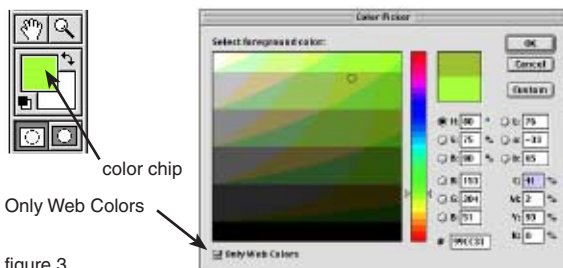 Color Picker
Select foreground color:
OK
Cancel
Custom
H: 80 °
L: 76
S: 75 %
a: -33
B: 80 %
b: 65
R: 153
C: 41 %
G: 204
M: 2 %
B: 51
Y: 93 %
# 99CC33
K: 0 %
Only Web Colors
color chip
Only Web Colors
figure 3